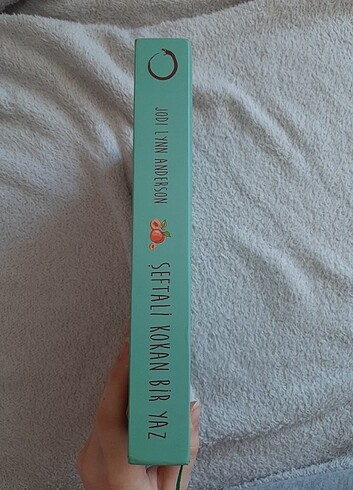 JODI LYNN ANDERSON
ŞEFTALİ KOKAN BİR YAZ